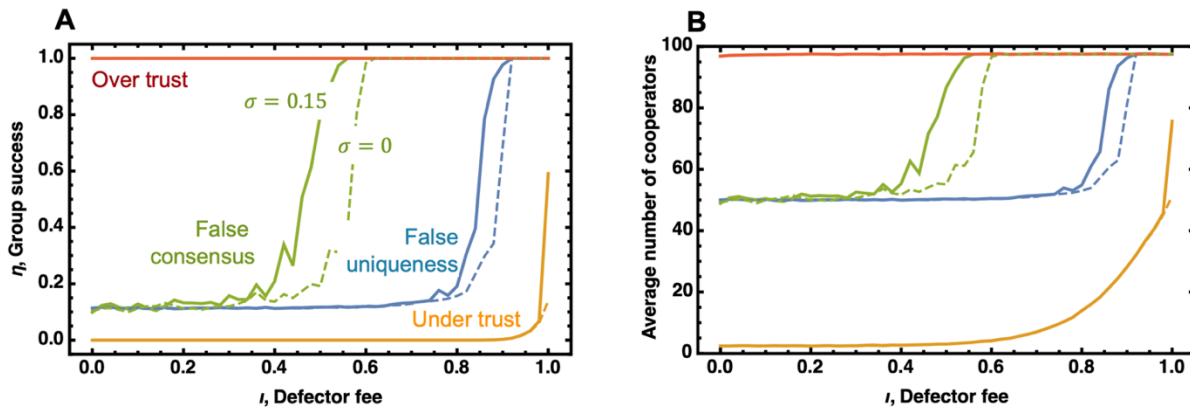 A
1.0
0.8
0.6
0.4
0.2
0.0
η, Group success
Over trust
σ = 0.15
σ = 0
False
consensus
False
uniqueness
Under trust
0.0 0.2 0.4 0.6 0.8 1.0
ι, Defector fee
B
100
80
60
40
20
0
Average number of cooperators
0.0 0.2 0.4 0.6 0.8 1.0
ι, Defector fee